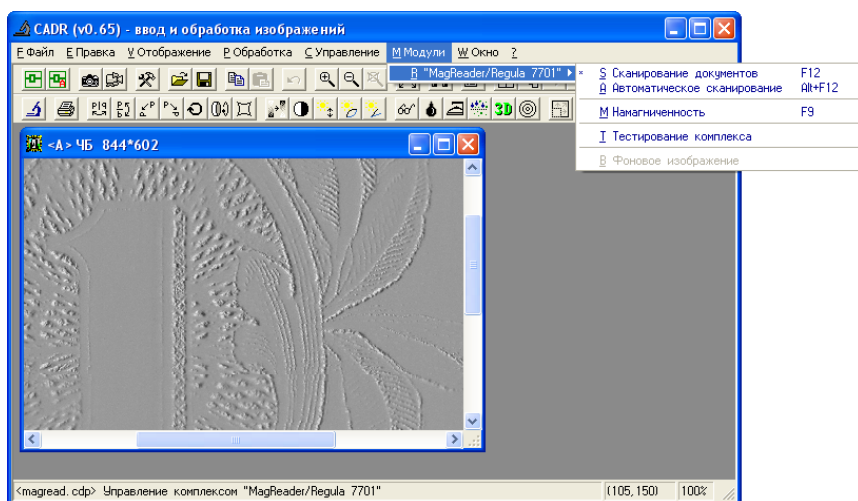 CADR (v0.65) - ввод и обработка изображений
F Файл E Правка V Отображение P Обработка C Управление M Модули W Окно ?
R "MagReader/Regula 7701"
S Сканирование документов F12
A Автоматическое сканирование Alt+F12
M Намагниченность F9
T Тестирование комплекса
B Фоновое изображение
3D
<A> ЧБ 844*602
<magread.cdp> Управление комплексом "MagReader/Regula 7701" (105,150) 100%